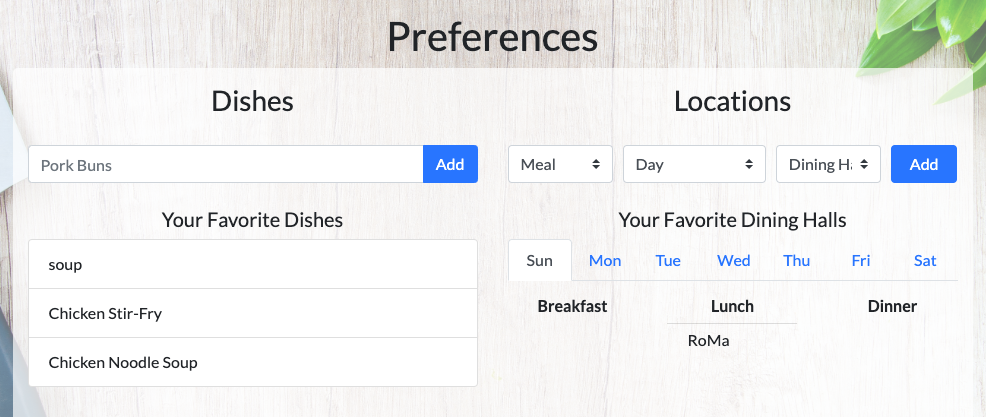 Preferences
Dishes
Pork Buns
Add
Your Favorite Dishes
soup
Chicken Stir-Fry
Chicken Noodle Soup
Locations
Meal Day Dining Ha Add
Your Favorite Dining Halls
Sun Mon Tue Wed Thu Fri Sat
Breakfast Lunch Dinner
RoMa